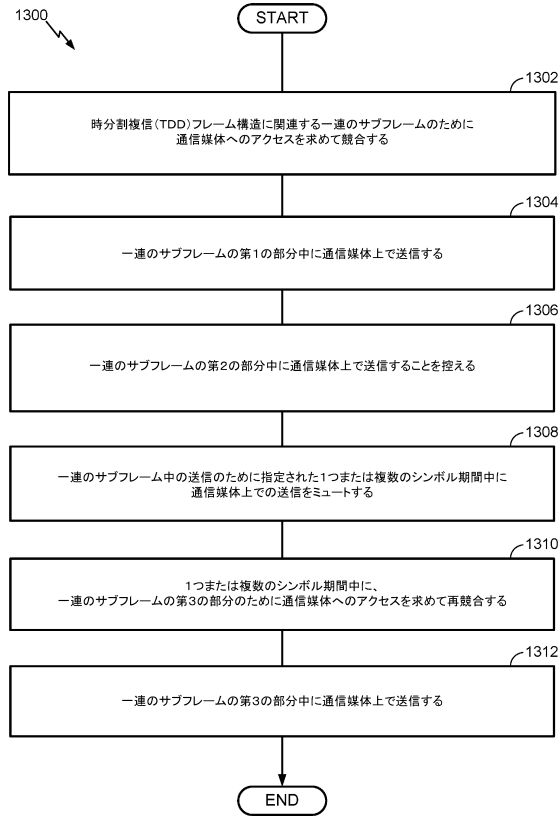 1300
START
1302
時分割複信(TDD)フレーム構造に関連する一連のサブフレームのために
通信媒体へのアクセスを求めて競合する
1304
一連のサブフレームの第1の部分中に通信媒体上で送信する
1306
一連のサブフレームの第2の部分中に通信媒体上で送信することを控える
1308
一連のサブフレーム中の送信のために指定された1つまたは複数のシンボル期間中に
通信媒体上での送信をミュートする
1310
1つまたは複数のシンボル期間中に、
一連のサブフレームの第3の部分のために通信媒体へのアクセスを求めて再競合する
1312
一連のサブフレームの第3の部分中に通信媒体上で送信する
END